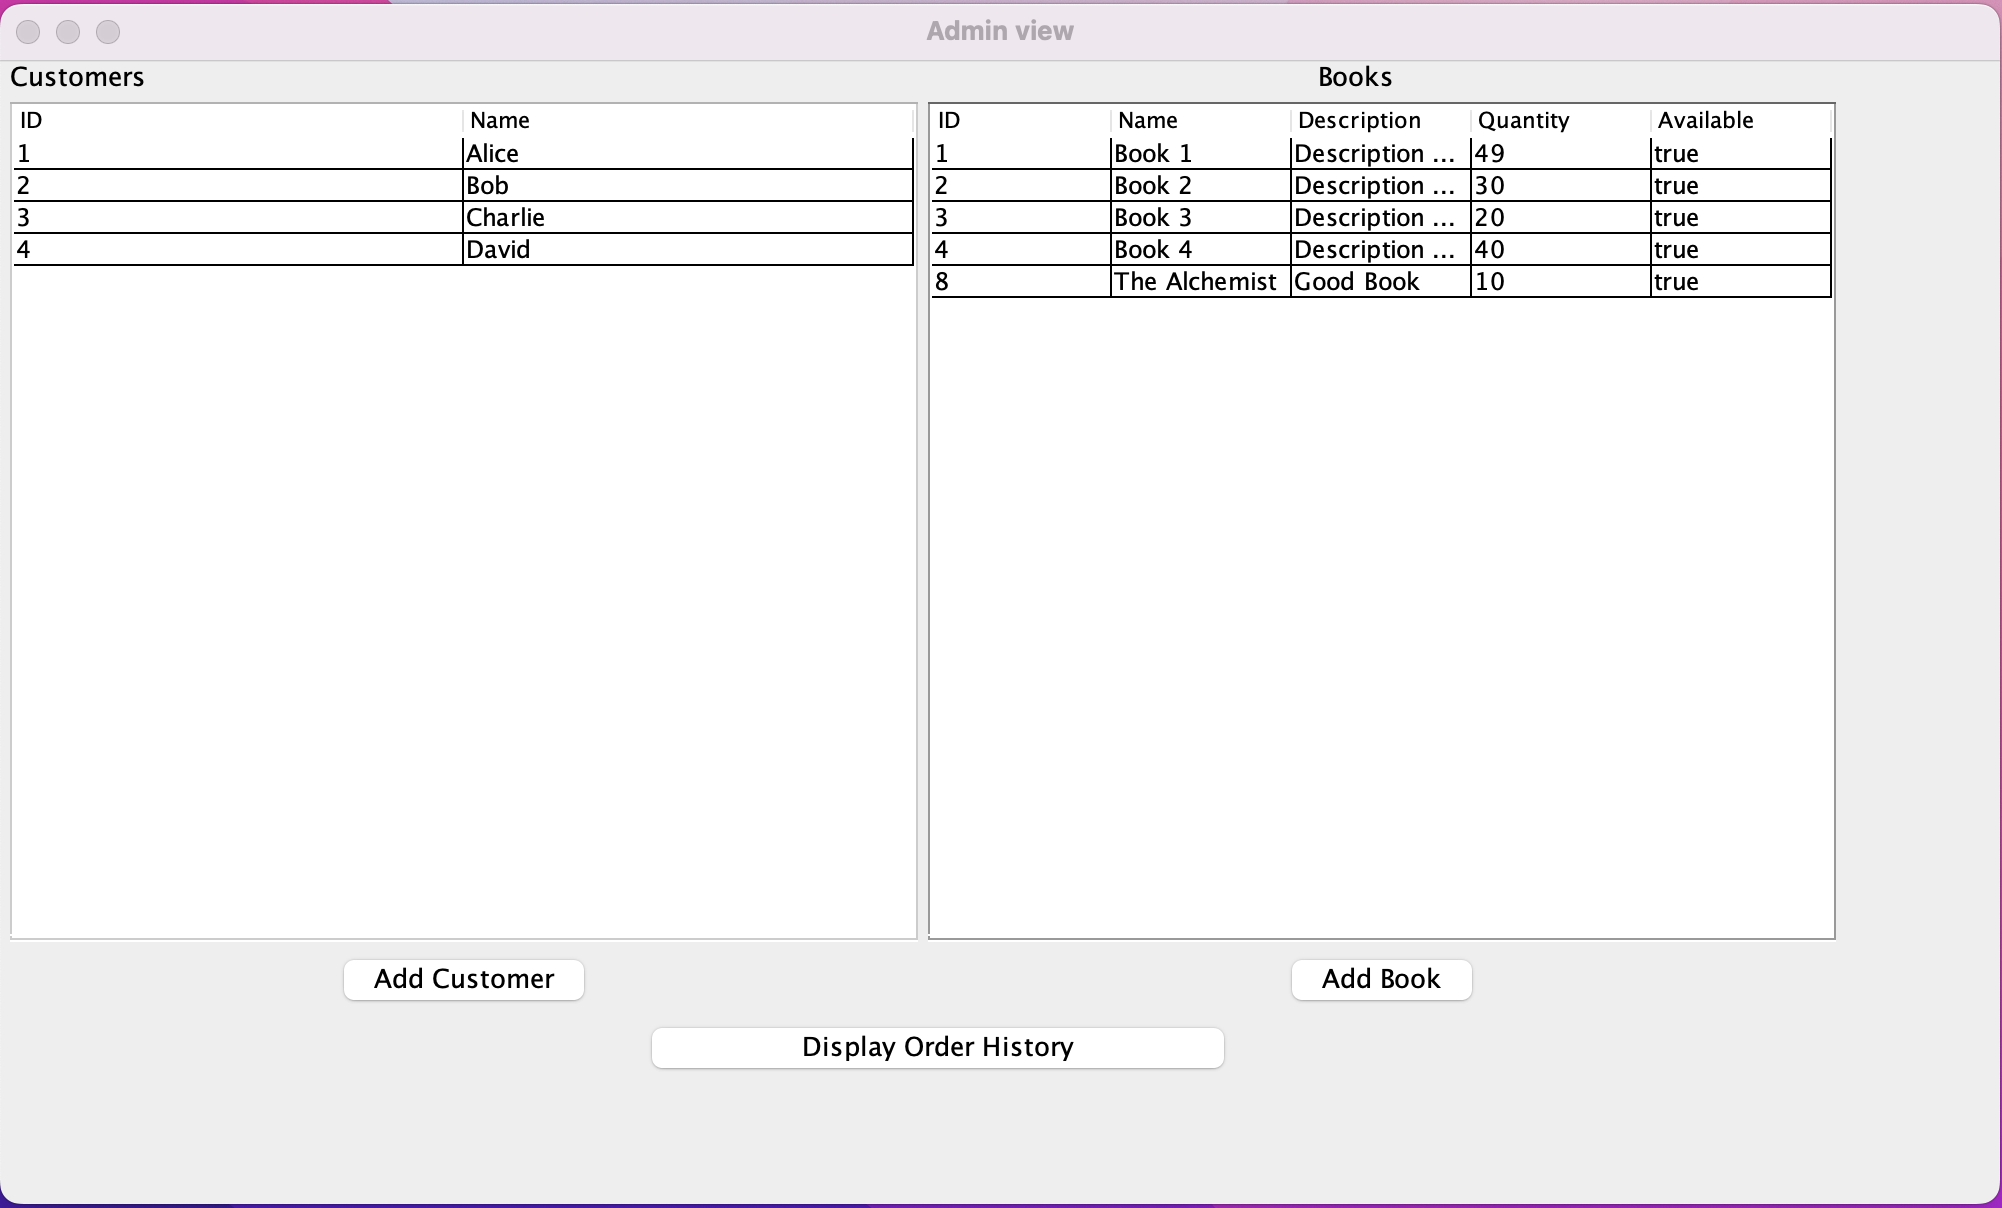 Admin view
Customers
Books
ID Name
1 Alice
2 Bob
3 Charlie
4 David
ID Name Description Quantity Available
1 Book 1 Description ... 49 true
2 Book 2 Description ... 30 true
3 Book 3 Description ... 20 true
4 Book 4 Description ... 40 true
8 The Alchemist Good Book 10 true
Add Customer
Add Book
Display Order History